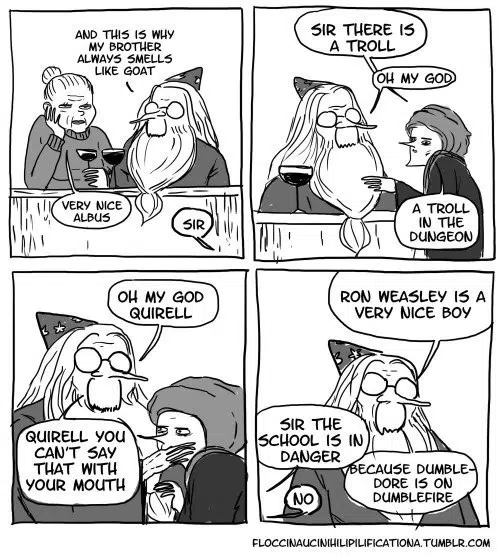 AND THIS IS WHY
MY BROTHER
ALWAYS SMELLS
LIKE GOAT
VERY NICE
ALBUS
SIR
SIR THERE IS
A TROLL
OH MY GOD
A TROLL
IN THE
DUNGEON
OH MY GOD
QUIRELL
QUIRELL YOU
CAN'T SAY
THAT WITH
YOUR MOUTH
RON WEASLEY IS A
VERY NICE BOY
SIR THE
SCHOOL IS IN
DANGER
BECAUSE DUMBLE-
DORE IS ON
DUMBLEFIRE
NO
FLOCCINAUCINIHILIPILIFICATIONA.TUMBLR.COM